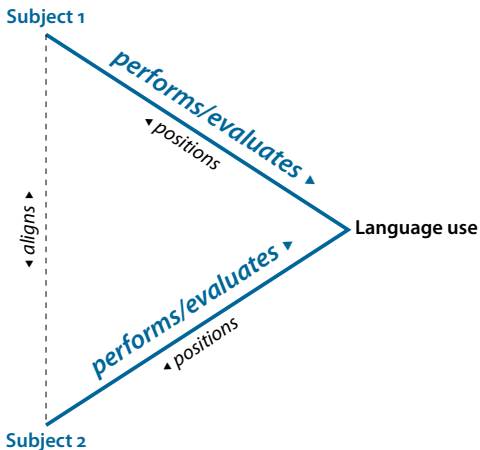 Subject 1
performs/evaluates ▸
◂ positions
◂ aligns ▸
Language use
performs/evaluates ▸
◂ positions
Subject 2